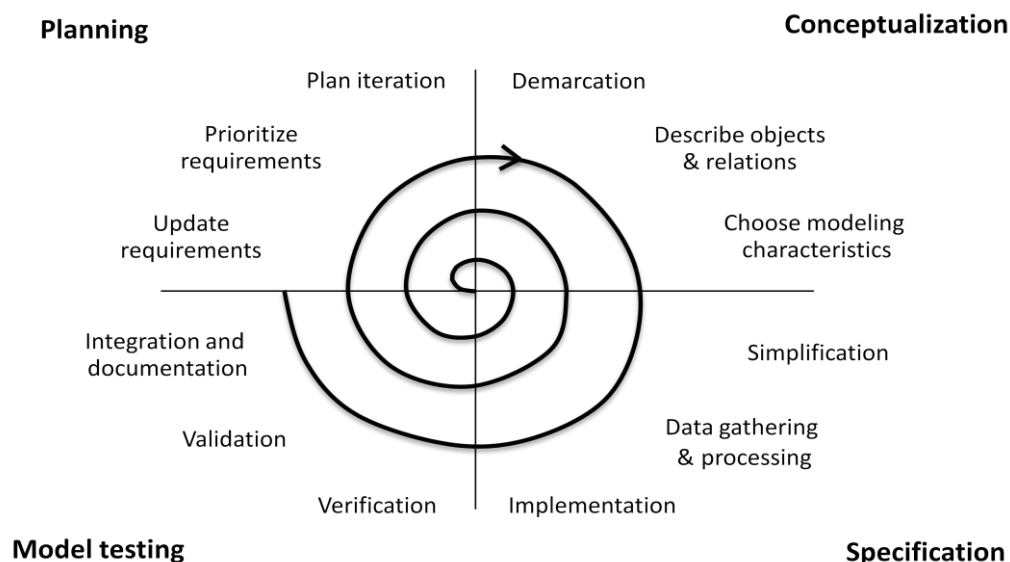 Planning
Conceptualization
Plan iteration
Demarcation
Prioritize
requirements
Describe objects
& relations
Update
requirements
Choose modeling
characteristics
Integration and
documentation
Simplification
Validation
Data gathering
& processing
Verification
Implementation
Model testing
Specification